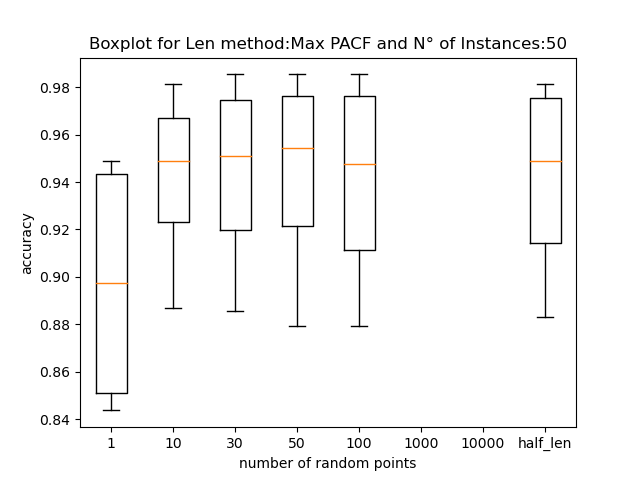 Boxplot for Len method:Max PACF and N° of Instances:50
0.98
0.96
0.94
0.92
0.90
0.88
0.86
0.84
accuracy
1 10 30 50 100 1000 10000 half_len
number of random points